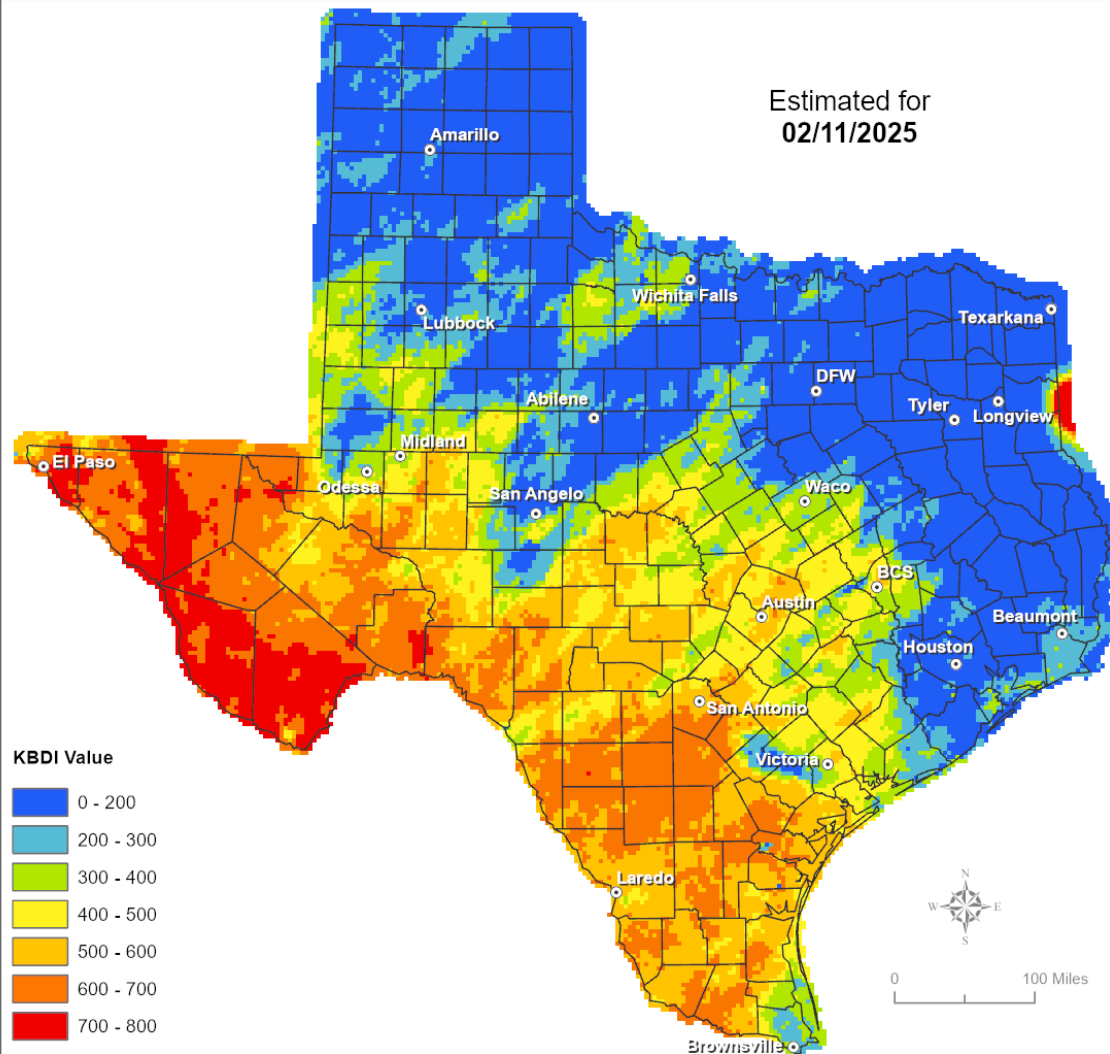 Estimated for
02/11/2025
Amarillo
Wichita Falls
Lubbock
Texarkana
DFW
Abilene
Tyler
Longview
Midland
El Paso
Odessa
San Angelo
Waco
BCS
Austin
Beaumont
Houston
San Antonio
Victoria
KBDI Value
0 - 200
200 - 300
300 - 400
400 - 500
500 - 600
600 - 700
700 - 800
Laredo
N
W E
S
0 100 Miles
Brownsville